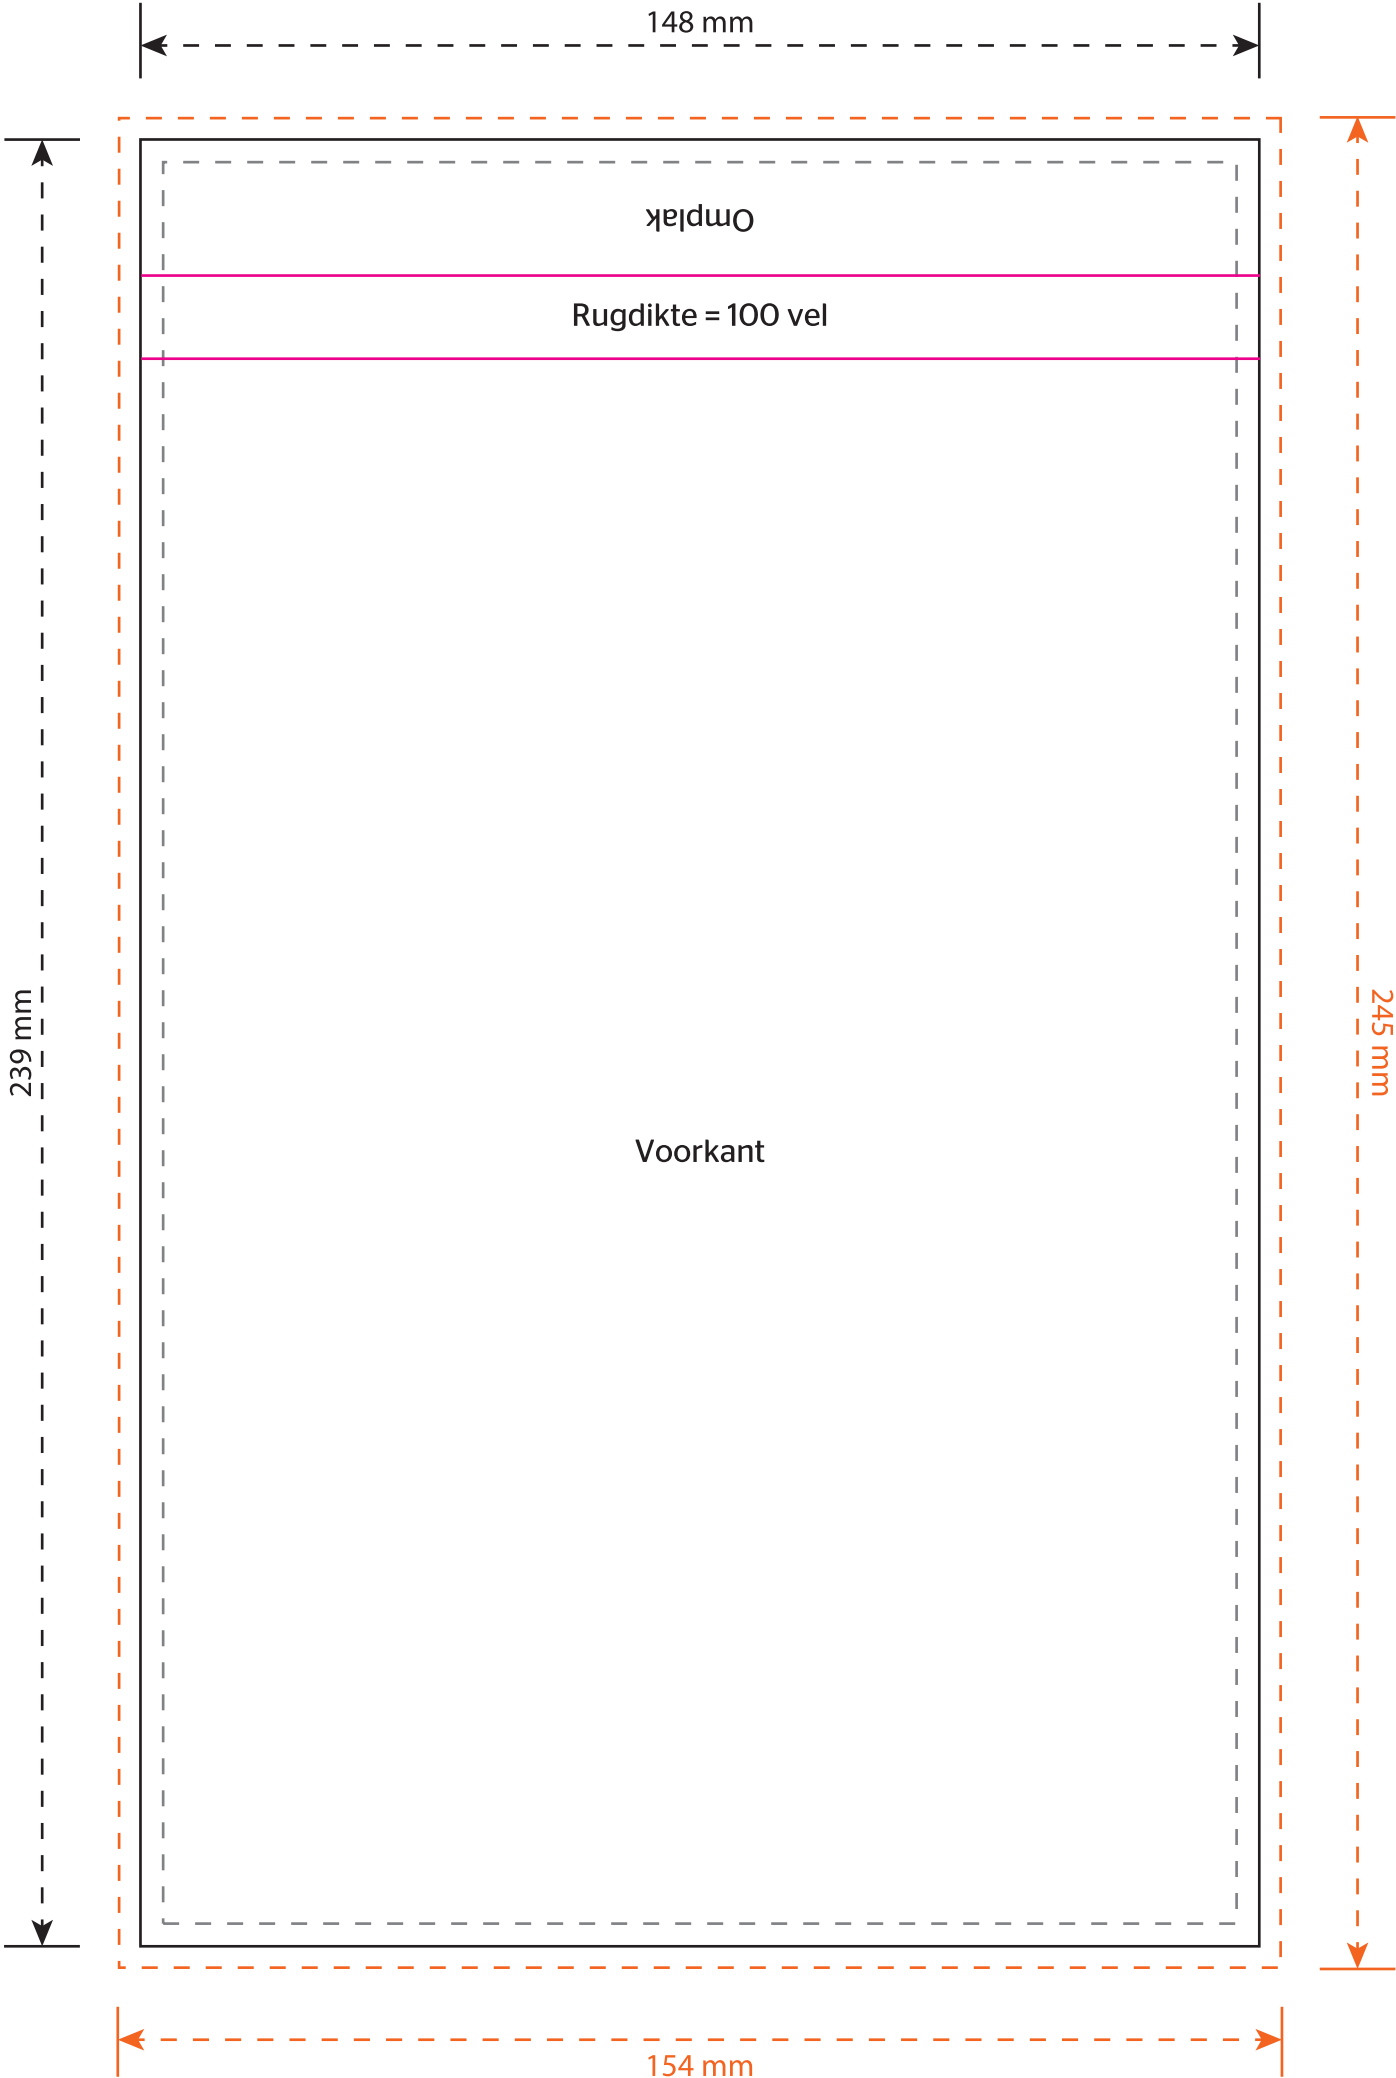 148 mm
Omplak
Rugdikte = 100 vel
239 mm
245 mm
Voorkant
154 mm